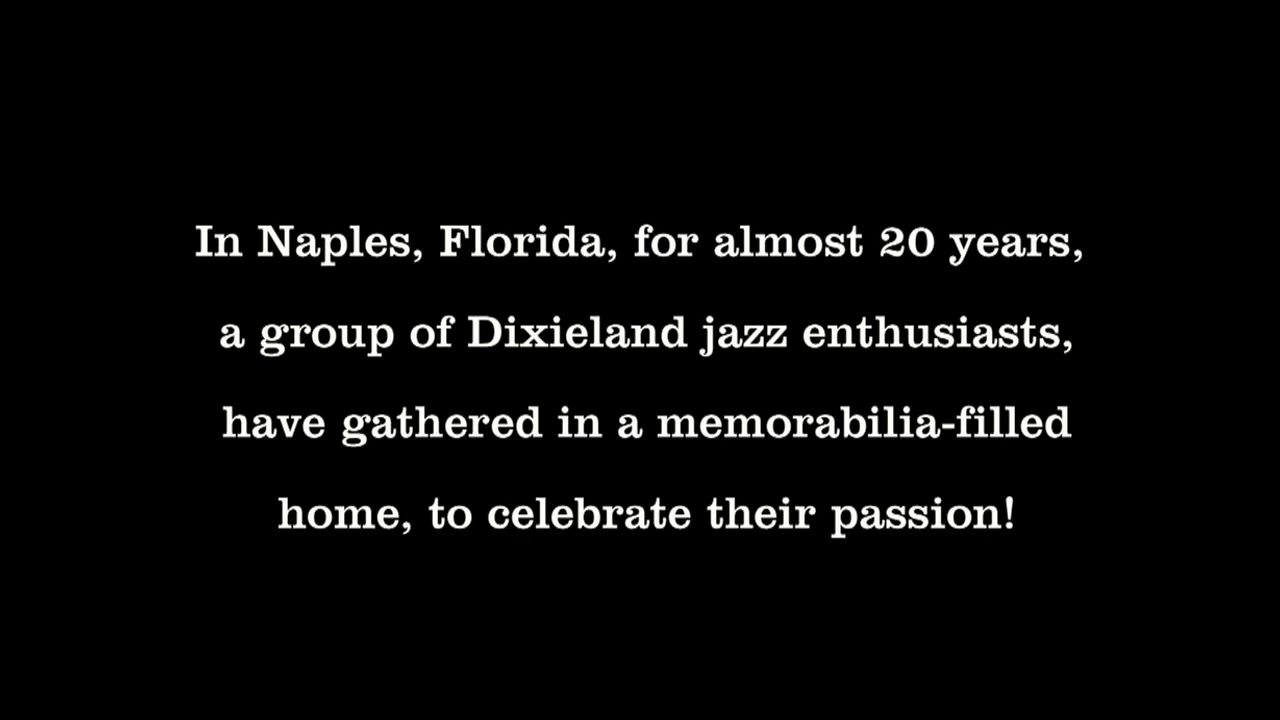 In Naples, Florida, for almost 20 years,
a group of Dixieland jazz enthusiasts,
have gathered in a memorabilia-filled
home, to celebrate their passion!